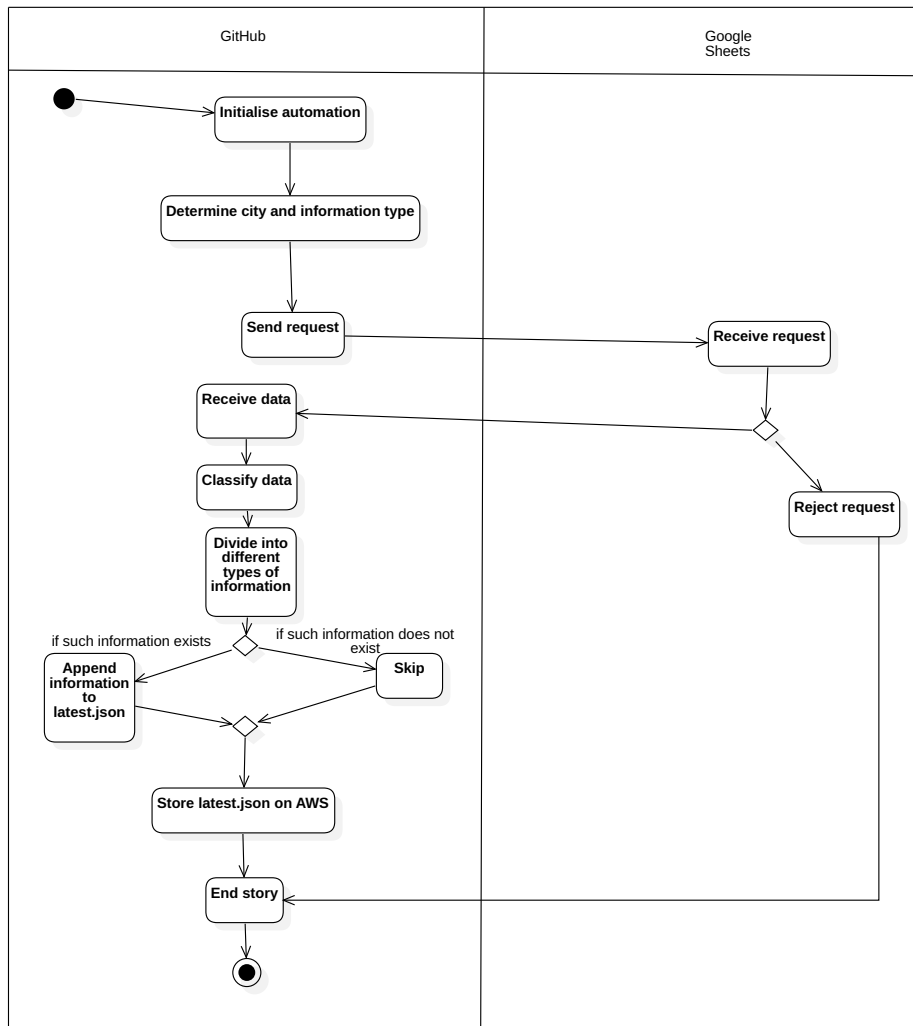 GitHub
Google
Sheets
Initialise automation
Determine city and information type
Send request
Receive request
Receive data
Classify data
Reject request
Divide into
different
types of
information
if such information exists
if such information does not
exist
Append
information
to
latest.json
Skip
Store latest.json on AWS
End story